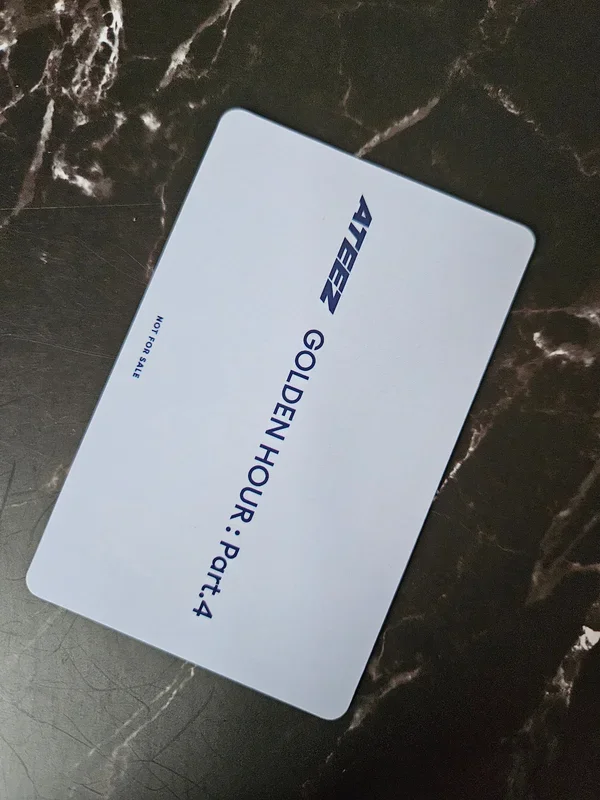 ATEEZ GOLDEN HOUR : Part.4
NOT FOR SALE